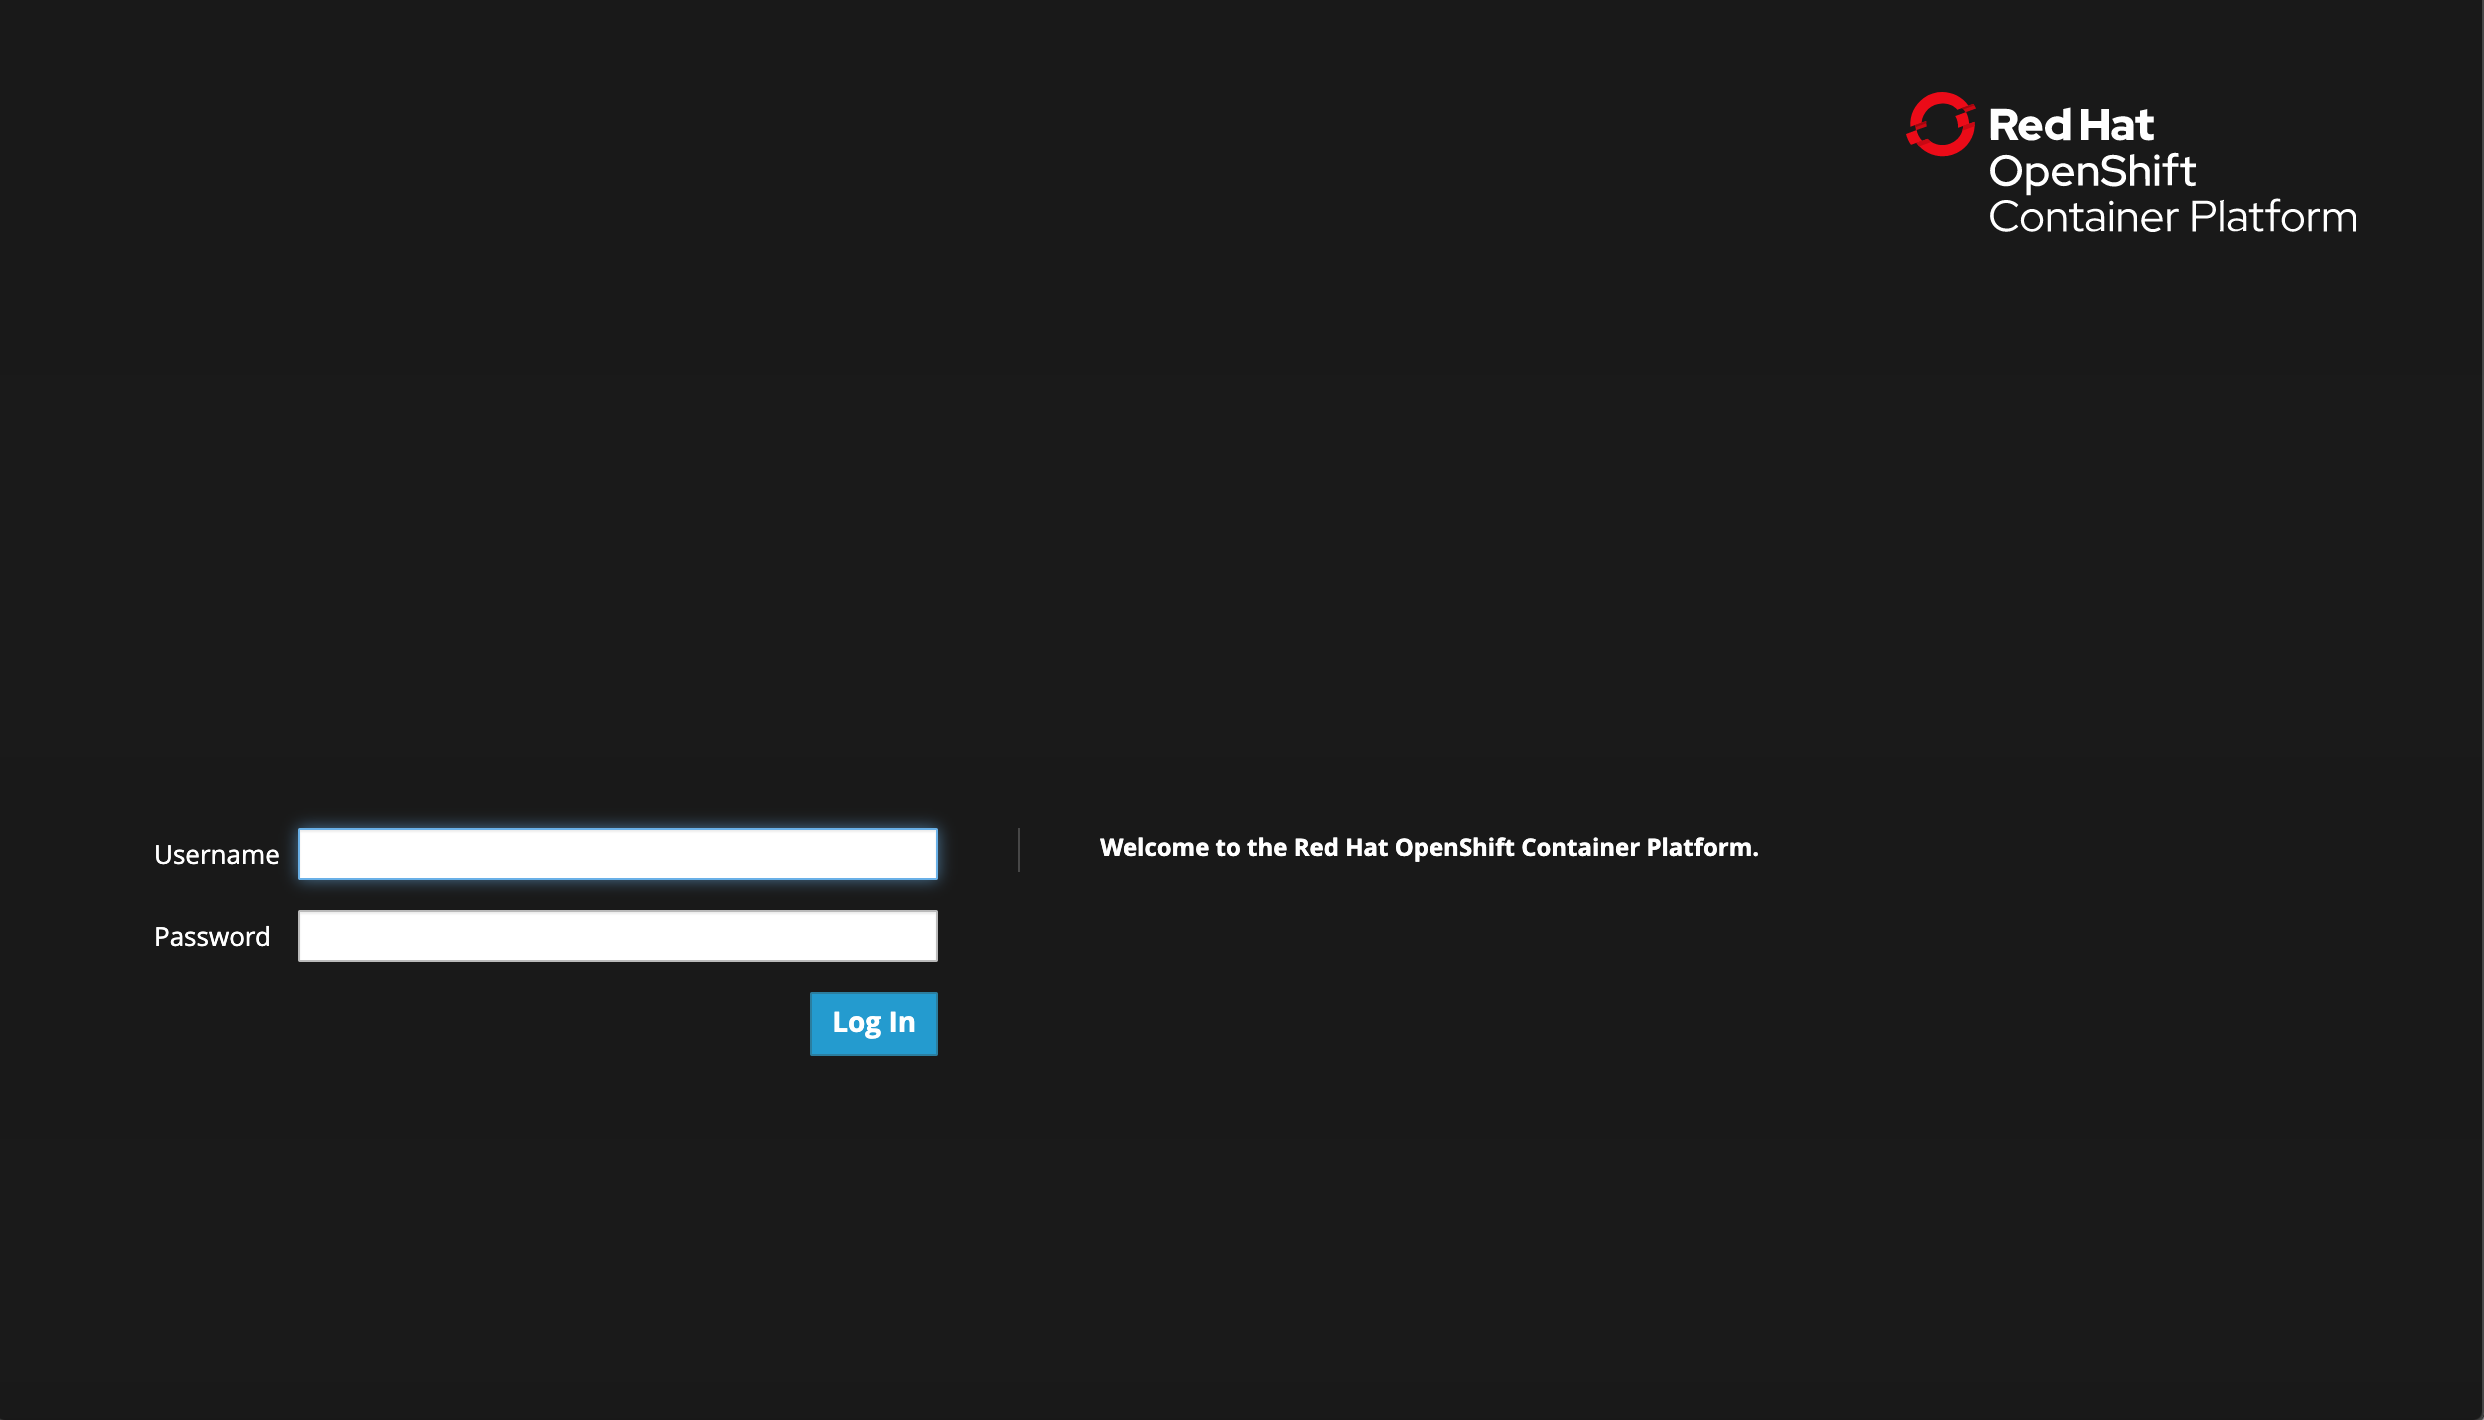 Red Hat
OpenShift
Container Platform
Username
Welcome to the Red Hat OpenShift Container Platform.
Password
Log In